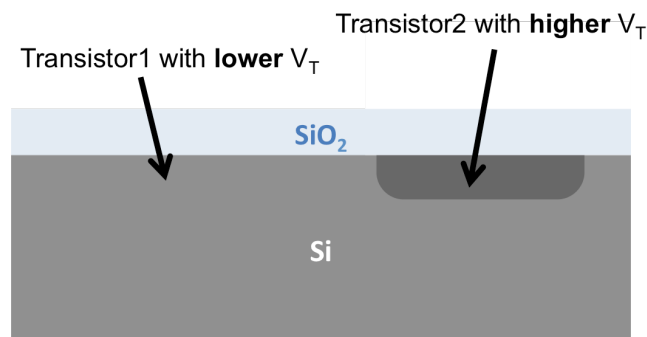 Transistor2 with higher VT
Transistor1 with lower VT
SiO2
Si